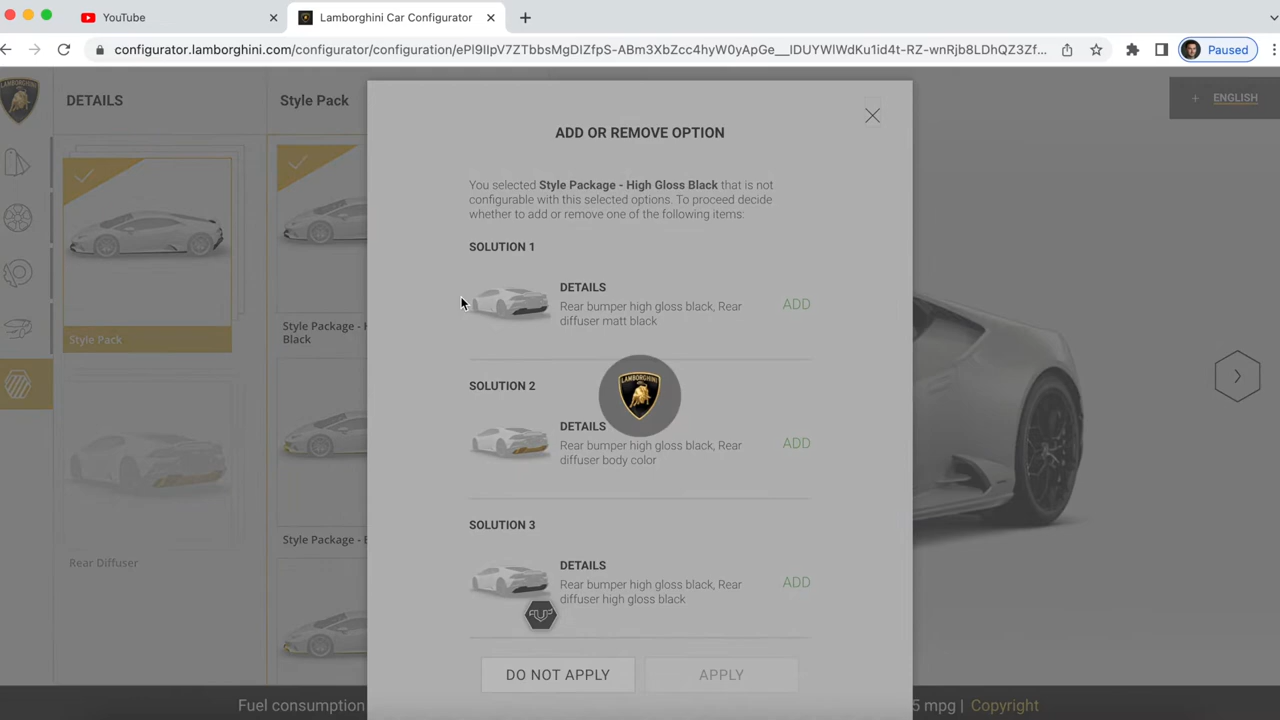 YouTube
Lamborghini Car Configurator
configurator.lamborghini.com/configurator/configuration/ePl9IIpV7ZTbbsMgDIZfpS-ABm3XbZcc4hyW0yApGe__IDUYWlWdKu1id4t-RZ-wnRjb8LDhQZ3Zf...
Paused
LAMBORGHINI
DETAILS
Style Pack
+ ENGLISH
ADD OR REMOVE OPTION
You selected Style Package - High Gloss Black that is not
configurable with this selected options. To proceed decide
whether to add or remove one of the following items:
SOLUTION 1
DETAILS
Rear bumper high gloss black, Rear
diffuser matt black
ADD
Style Pack
Style Package - H
Black
SOLUTION 2
LAMBORGHINI
DETAILS
Rear bumper high gloss black, Rear
diffuser body color
ADD
SOLUTION 3
Style Package - E
Rear Diffuser
DETAILS
Rear bumper high gloss black, Rear
diffuser high gloss black
ADD
DO NOT APPLY
APPLY
Fuel consumption
5 mpg | Copyright